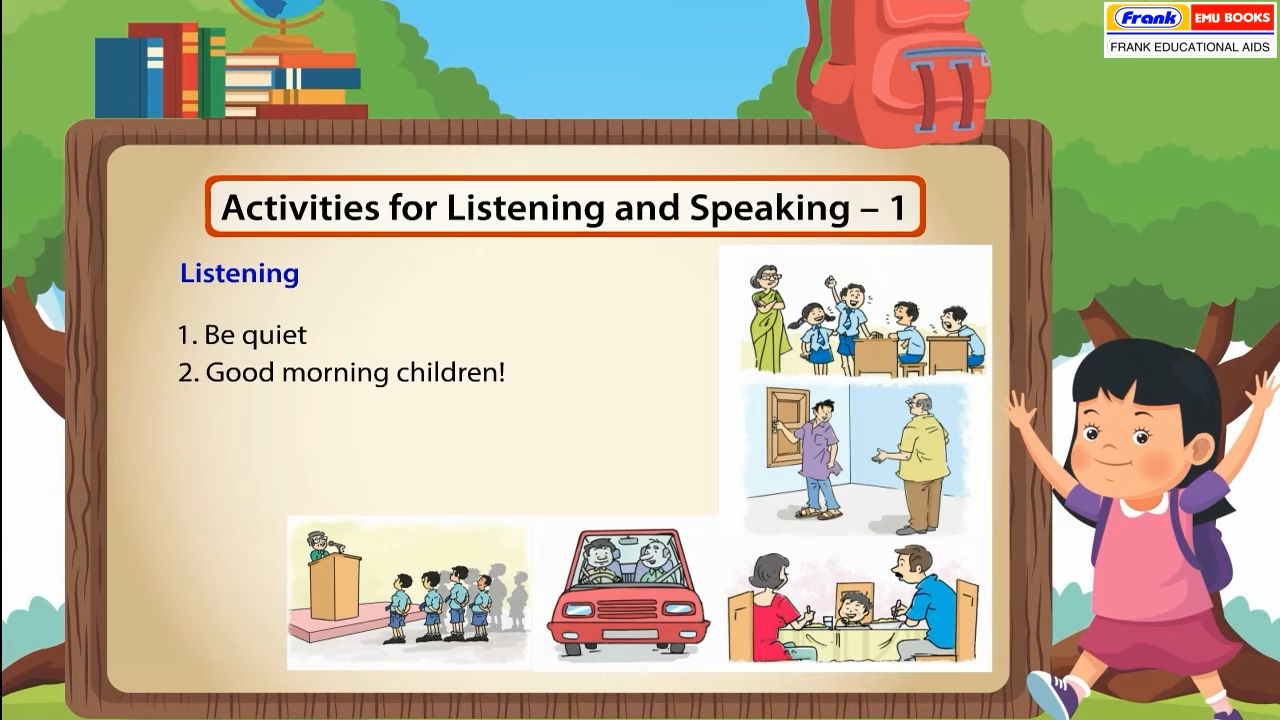 Frank EMU BOOKS
FRANK EDUCATIONAL AIDS
Activities for Listening and Speaking – 1
Listening
1. Be quiet
2. Good morning children!